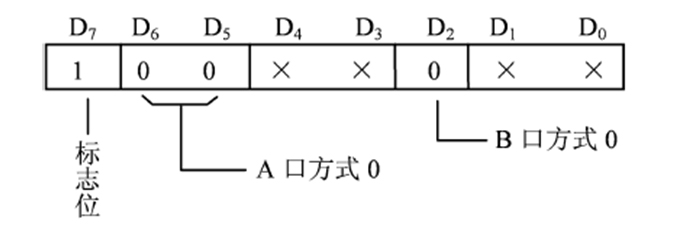 D₇ D₆ D₅ D₄ D₃ D₂ D₁ D₀
1 0 0 × × 0 × ×
B 口方式 0
A 口方式 0
标志位